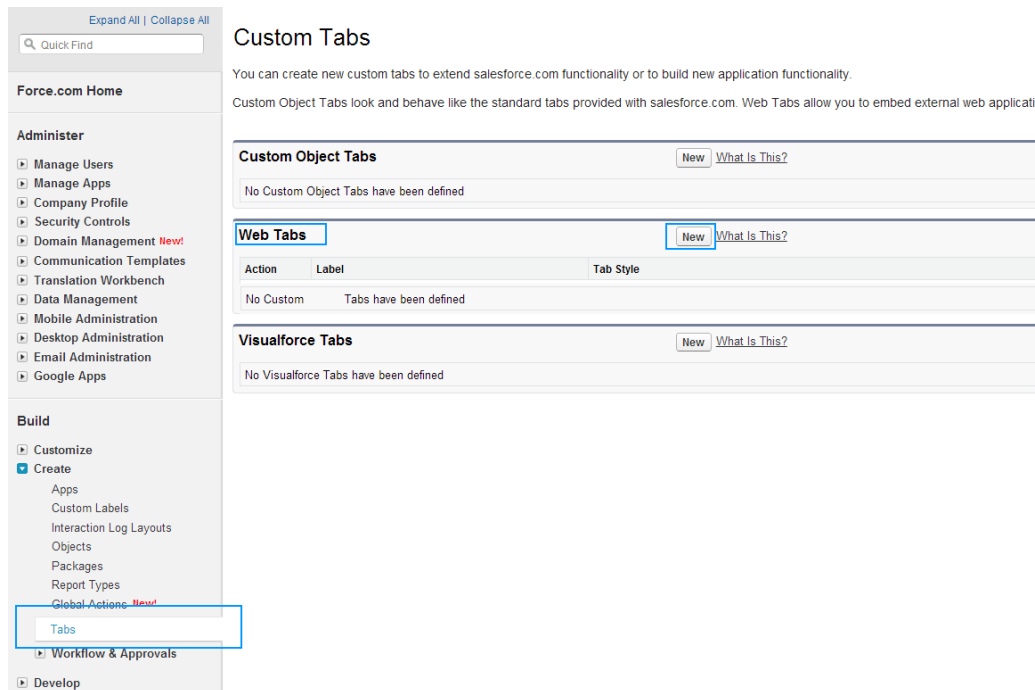 Expand All | Collapse All
Quick Find
Force.com Home
Administer
Manage Users
Manage Apps
Company Profile
Security Controls
Domain Management New!
Communication Templates
Translation Workbench
Data Management
Mobile Administration
Desktop Administration
Email Administration
Google Apps
Build
Customize
Create
Apps
Custom Labels
Interaction Log Layouts
Objects
Packages
Report Types
Global Actions New!
Tabs
Workflow & Approvals
Develop
Custom Tabs
You can create new custom tabs to extend salesforce.com functionality or to build new application functionality.
Custom Object Tabs look and behave like the standard tabs provided with salesforce.com. Web Tabs allow you to embed external web applicati
Custom Object Tabs New What Is This?
No Custom Object Tabs have been defined
Web Tabs New What Is This?
Action Label Tab Style
No Custom Tabs have been defined
Visualforce Tabs New What Is This?
No Visualforce Tabs have been defined